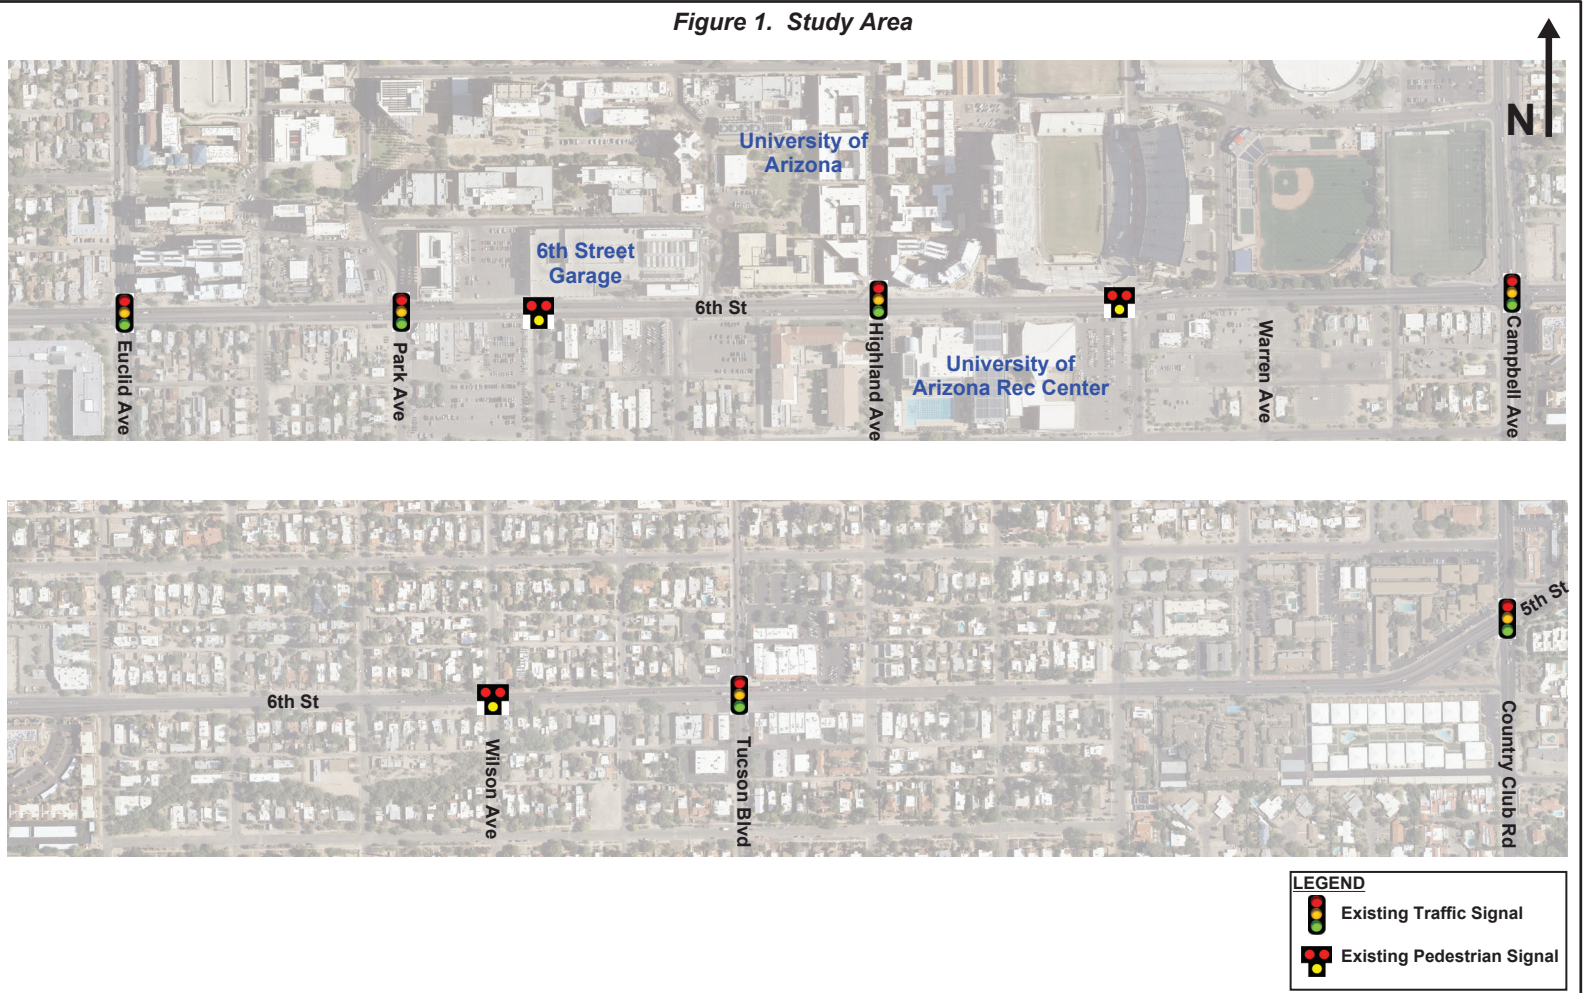 Figure 1.  Study Area
N
University of
Arizona
6th Street
Garage
6th St
Euclid Ave
Park Ave
Highland Ave
University of
Arizona Rec Center
Warren Ave
Campbell Ave
5th St
6th St
Wilson Ave
Tucson Blvd
Country Club Rd
LEGEND
Existing Traffic Signal
Existing Pedestrian Signal